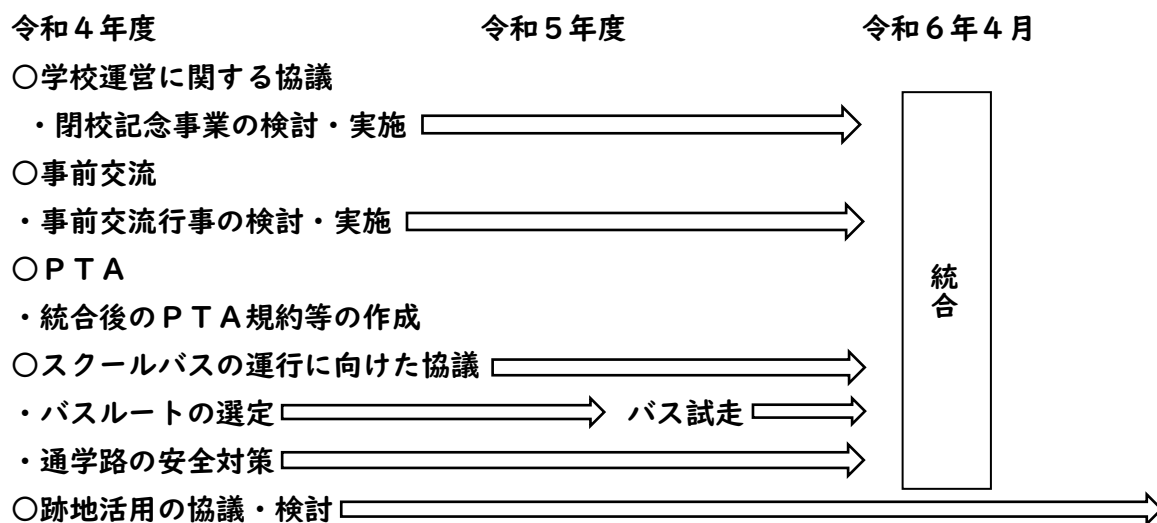 令和４年度 令和５年度 令和６年４月
〇学校運営に関する協議
・閉校記念事業の検討・実施
〇事前交流
・事前交流行事の検討・実施
〇ＰＴＡ
・統合後のＰＴＡ規約等の作成
〇スクールバスの運行に向けた協議
・バスルートの選定 バス試走
・通学路の安全対策
〇跡地活用の協議・検討
統合